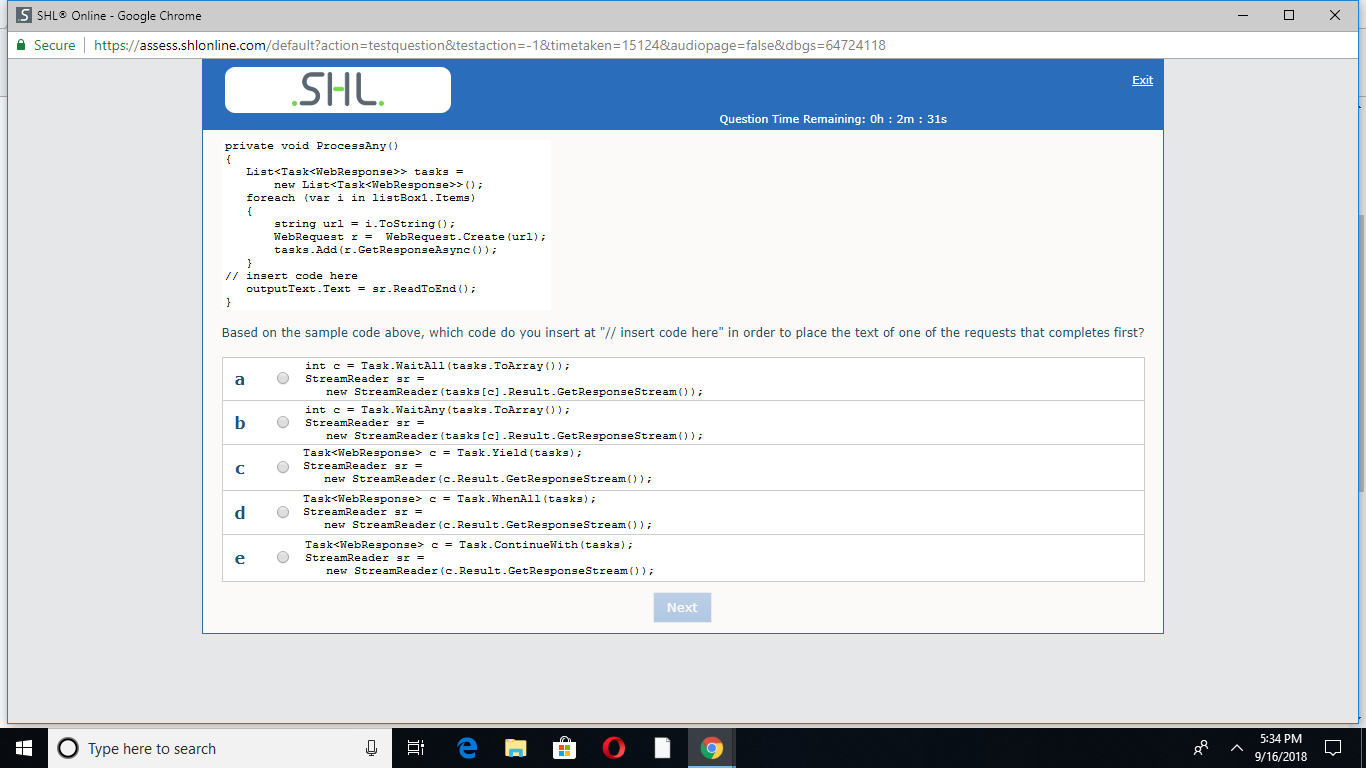 SHL® Online - Google Chrome
Secure https://assess.shlonline.com/default?action=testquestion&testaction=-1&timetaken=15124&audiopage=false&dbgs=64724118
.SHL.
Exit
Question Time Remaining: 0h : 2m : 31s
private void ProcessAny()
{
List<Task<WebResponse>> tasks =
new List<Task<WebResponse>>();
foreach (var i in listBox1.Items)
{
string url = i.ToString();
WebRequest r = WebRequest.Create(url);
tasks.Add(r.GetResponseAsync());
}
// insert code here
outputText.Text = sr.ReadToEnd();
}
Based on the sample code above, which code do you insert at "// insert code here" in order to place the text of one of the requests that completes first?
a
int c = Task.WaitAll(tasks.ToArray());
StreamReader sr =
new StreamReader(tasks[c].Result.GetResponseStream());
b
int c = Task.WaitAny(tasks.ToArray());
StreamReader sr =
new StreamReader(tasks[c].Result.GetResponseStream());
c
Task<WebResponse> c = Task.Yield(tasks);
StreamReader sr =
new StreamReader(c.Result.GetResponseStream());
d
Task<WebResponse> c = Task.WhenAll(tasks);
StreamReader sr =
new StreamReader(c.Result.GetResponseStream());
e
Task<WebResponse> c = Task.ContinueWith(tasks);
StreamReader sr =
new StreamReader(c.Result.GetResponseStream());
Next
Type here to search
5:34 PM
9/16/2018